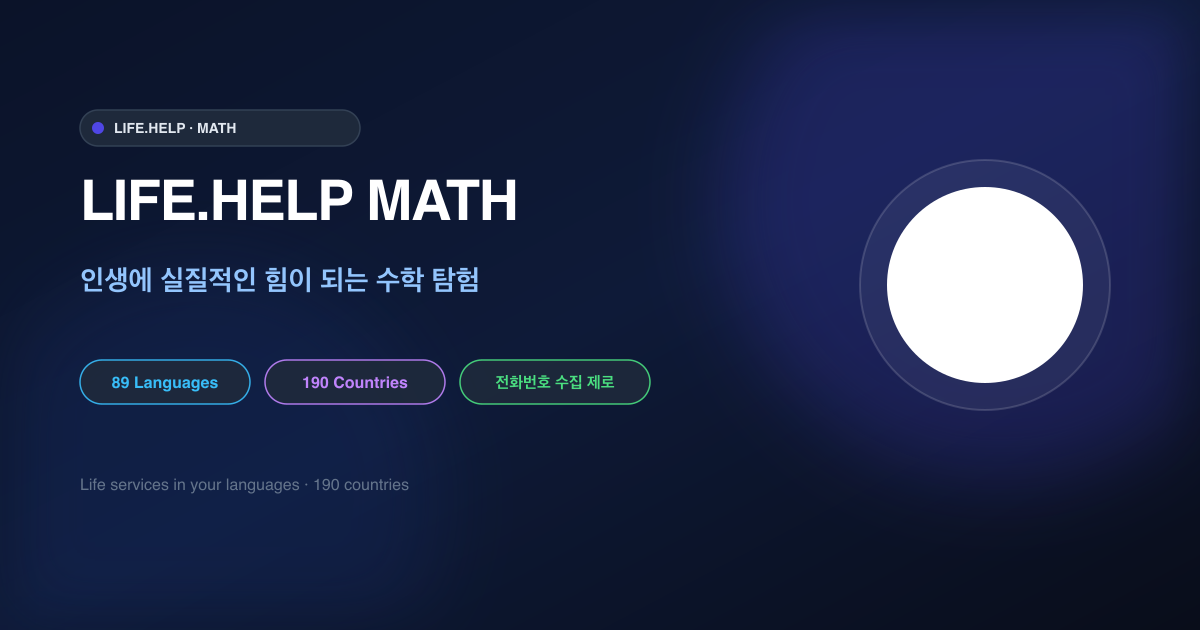 LIFE.HELP · MATH
LIFE.HELP MATH
인생에 실질적인 힘이 되는 수학 탐험
89 Languages
190 Countries
전화번호 수집 제로
Life services in your languages · 190 countries